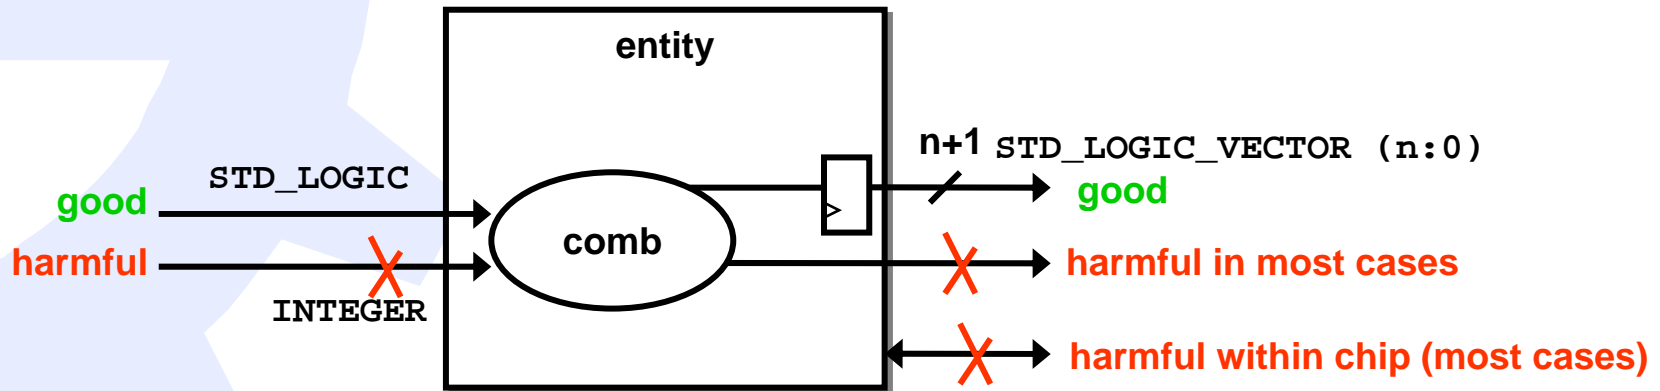 entity
n+1 STD_LOGIC_VECTOR (n:0)
STD_LOGIC
good
good
comb
harmful
harmful in most cases
INTEGER
harmful within chip (most cases)